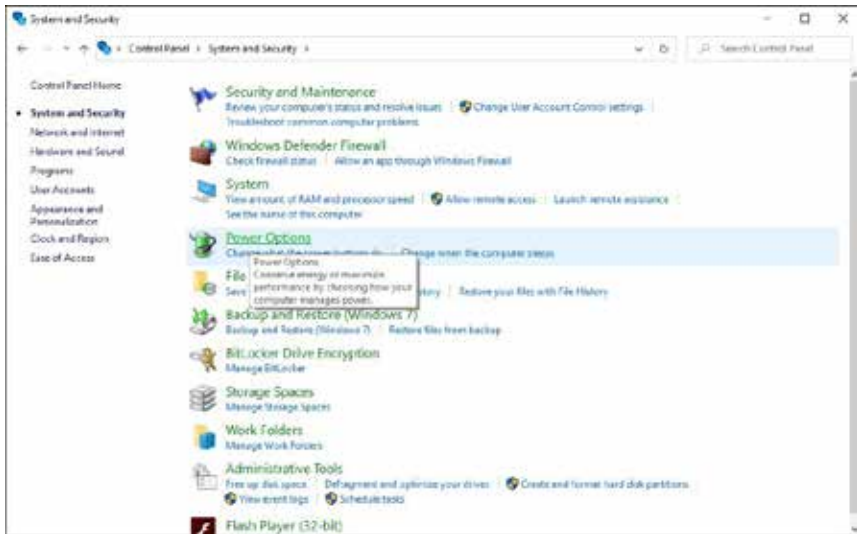 System and Security
Control Panel › System and Security ›
Search Control Panel
Control Panel Home
System and Security
Network and Internet
Hardware and Sound
Programs
User Accounts
Appearance and
Personalization
Clock and Region
Ease of Access
Security and Maintenance
Review your computer's status and resolve issues | Change User Account Control settings |
Troubleshoot common computer problems
Windows Defender Firewall
Check firewall status | Allow an app through Windows Firewall
System
View amount of RAM and processor speed | Allow remote access | Launch remote assistance |
See the name of this computer
Power Options
Change what the power buttons do | Change when the computer sleeps
Power Options
Conserve energy or maximize
performance by choosing how your
computer manages power.
File
Save
story | Restore your files with File History
Backup and Restore (Windows 7)
Backup and Restore (Windows 7) | Restore files from backup
BitLocker Drive Encryption
Manage BitLocker
Storage Spaces
Manage Storage Spaces
Work Folders
Manage Work Folders
Administrative Tools
Free up disk space | Defragment and optimize your drives | Create and format hard disk partitions
View event logs | Schedule tasks
Flash Player (32-bit)